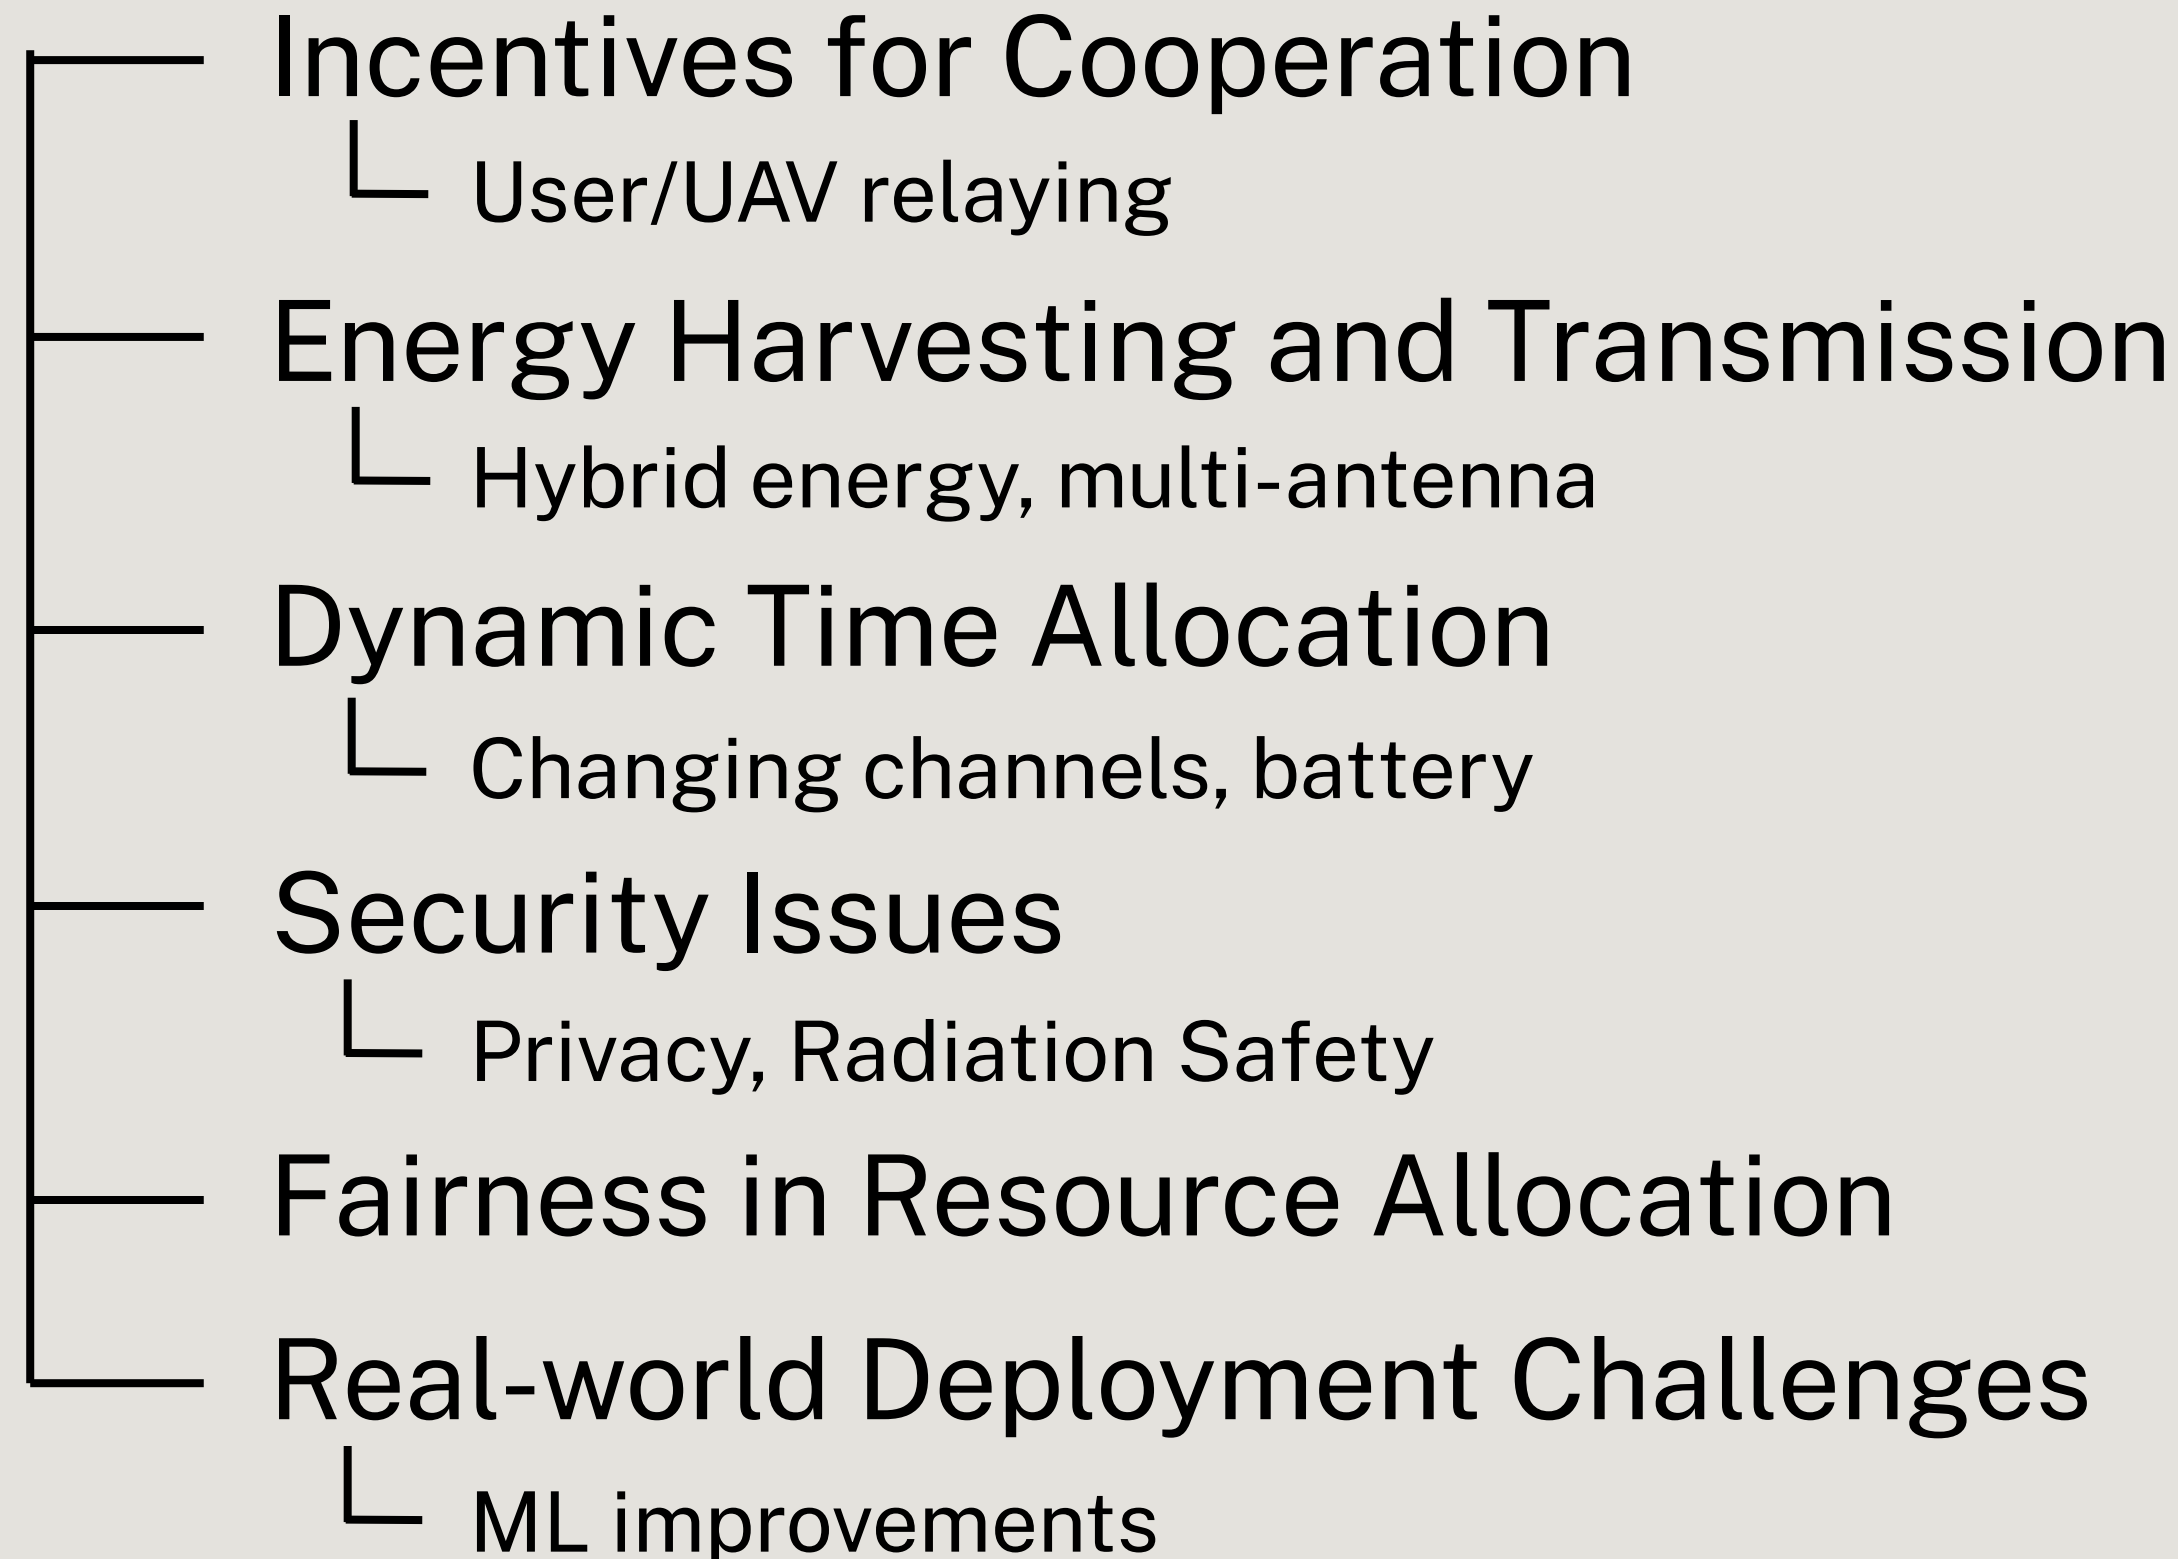 Incentives for Cooperation
User/UAV relaying
Energy Harvesting and Transmission
Hybrid energy, multi-antenna
Dynamic Time Allocation
Changing channels, battery
Security Issues
Privacy, Radiation Safety
Fairness in Resource Allocation
Real-world Deployment Challenges
ML improvements